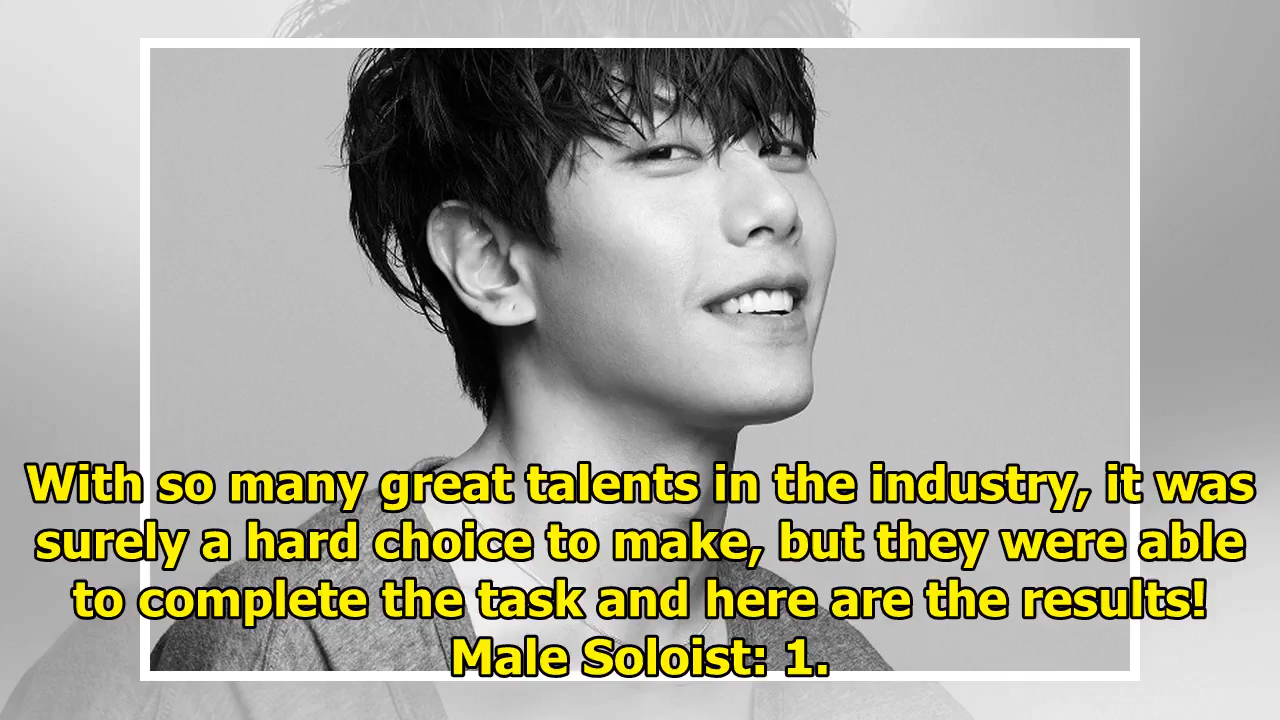 With so many great talents in the industry, it was
surely a hard choice to make, but they were able
to complete the task and here are the results!
Male Soloist: 1.